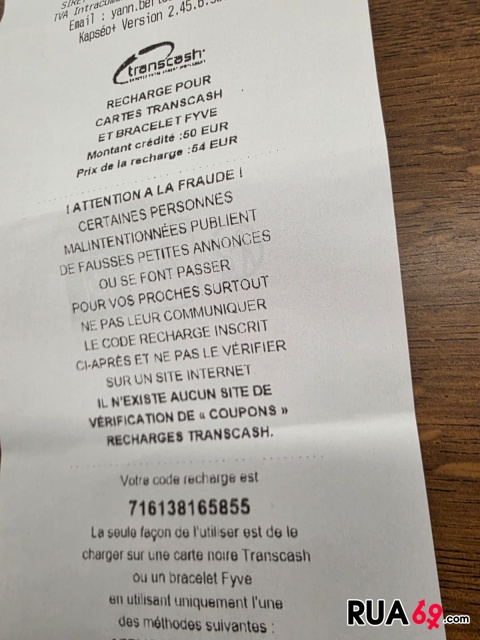 SIRET
TVA Intracommu
Email : yann.ber
Kapséo+ Version 2.45.6.
transcash
RECHARGE POUR
CARTES TRANSCASH
ET BRACELET FYVE
Montant crédité :50 EUR
Prix de la recharge :54 EUR
! ATTENTION A LA FRAUDE !
CERTAINES PERSONNES
MALINTENTIONNÉES PUBLIENT
DE FAUSSES PETITES ANNONCES
OU SE FONT PASSER
POUR VOS PROCHES SURTOUT
NE PAS LEUR COMMUNIQUER
LE CODE RECHARGE INSCRIT
CI-APRÈS ET NE PAS LE VÉRIFIER
SUR UN SITE INTERNET
IL N'EXISTE AUCUN SITE DE
VÉRIFICATION DE « COUPONS »
RECHARGES TRANSCASH.
Votre code recharge est
716138165855
La seule façon de l'utiliser est de le
charger sur une carte noire Transcash
ou un bracelet Fyve
en utilisant uniquement l'une
des méthodes suivantes :
RUA69.com